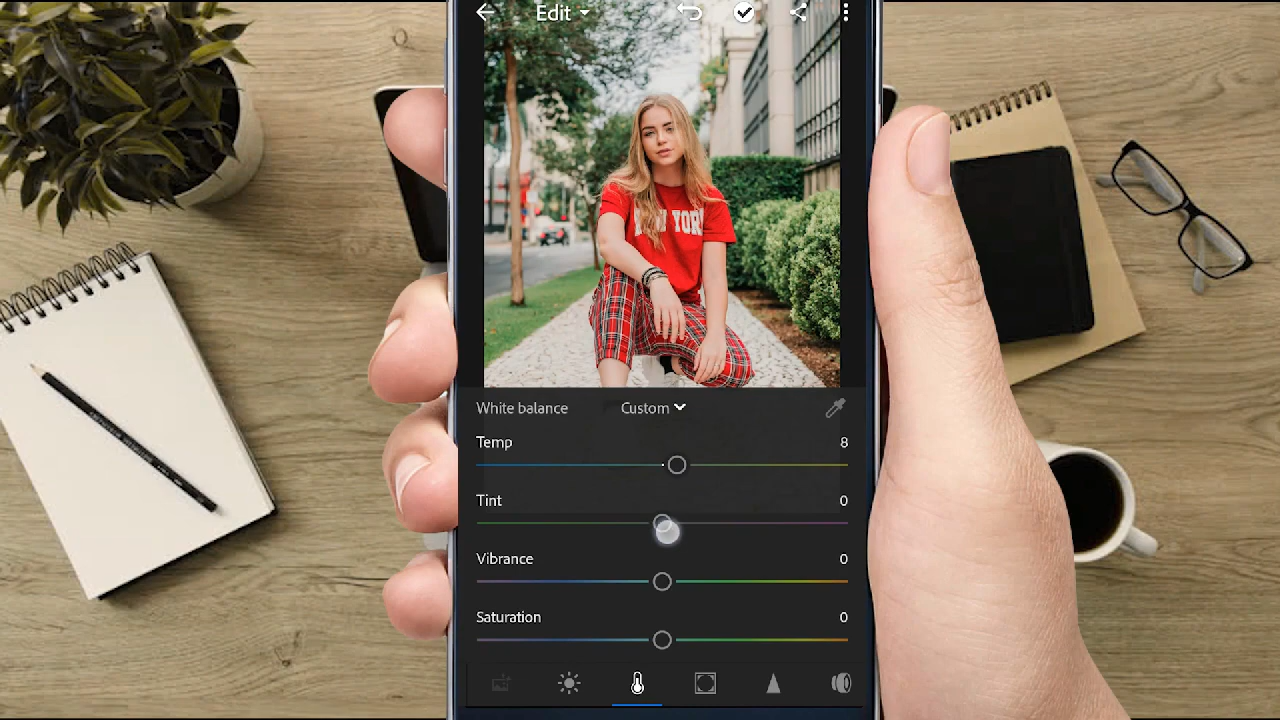 Edit
NEW YORK
White balance Custom
Temp 8
Tint 0
Vibrance 0
Saturation 0